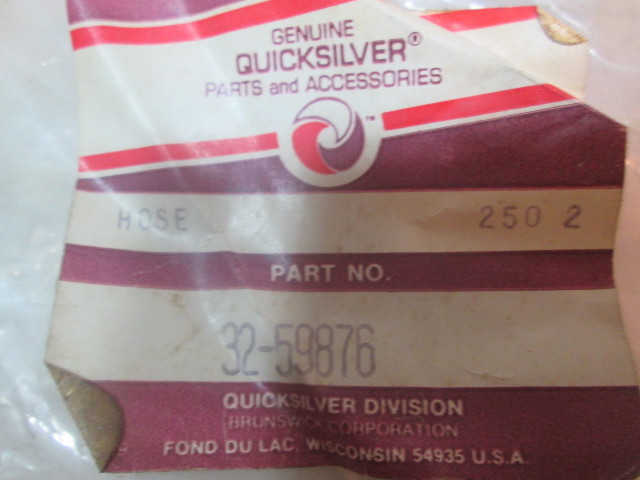 GENUINE
QUICKSILVER®
PARTS and ACCESSORIES
™
HOSE 250 2
PART NO.
32-59876
QUICKSILVER DIVISION
BRUNSWICK CORPORATION
FOND DU LAC, WISCONSIN 54935 U.S.A.